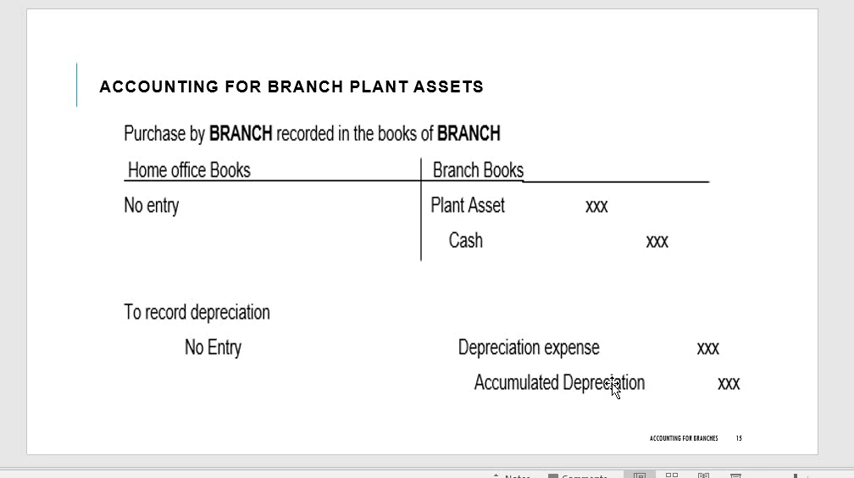 ACCOUNTING FOR BRANCH PLANT ASSETS
Purchase by BRANCH recorded in the books of BRANCH
Home office Books Branch Books
No entry Plant Asset xxx
Cash xxx
To record depreciation
No Entry Depreciation expense xxx
Accumulated Depreciation xxx
ACCOUNTING FOR BRANCHES 15
Notes Comments